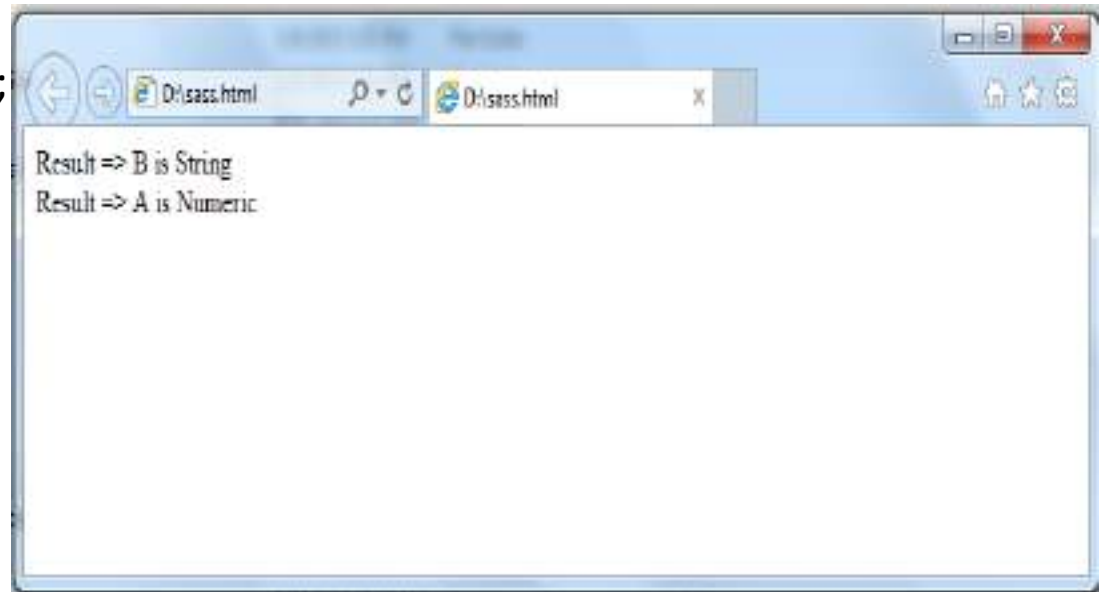 ;
D:\sass.html
D:\sass.html X
Result => B is String
Result => A is Numeric